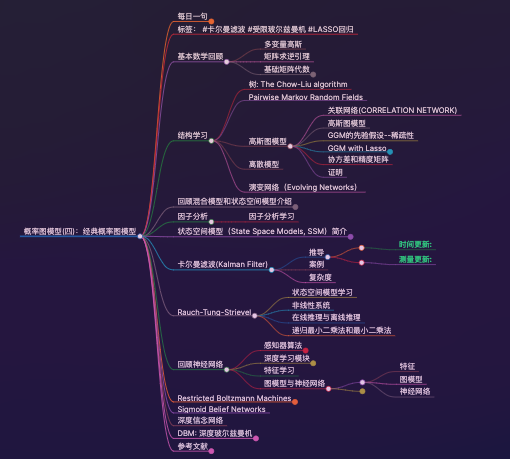 概率图模型(四)：经典概率图模型
每日一句
标签： #卡尔曼滤波 #受限玻尔兹曼机 #LASSO回归
基本数学回顾
多变量高斯
矩阵求逆引理
基础矩阵代数
结构学习
树: The Chow-Liu algorithm
Pairwise Markov Random Fields
高斯图模型
关联网络(CORRELATION NETWORK)
高斯图模型
GGM的先验假设--稀疏性
GGM with Lasso
协方差和精度矩阵
证明
离散模型
演变网络（Evolving Networks）
回顾混合模型和状态空间模型介绍
因子分析
因子分析学习
状态空间模型（State Space Models, SSM）简介
卡尔曼滤波(Kalman Filter)
推导
时间更新:
测量更新:
案例
复杂度
Rauch-Tung-Strievel
状态空间模型学习
非线性系统
在线推理与离线推理
递归最小二乘法和最小二乘法
回顾神经网络
感知器算法
深度学习模块
特征学习
图模型与神经网络
特征
图模型
神经网络
Restricted Boltzmann Machines
Sigmoid Belief Networks
深度信念网络
DBM: 深度玻尔兹曼机
参考文献